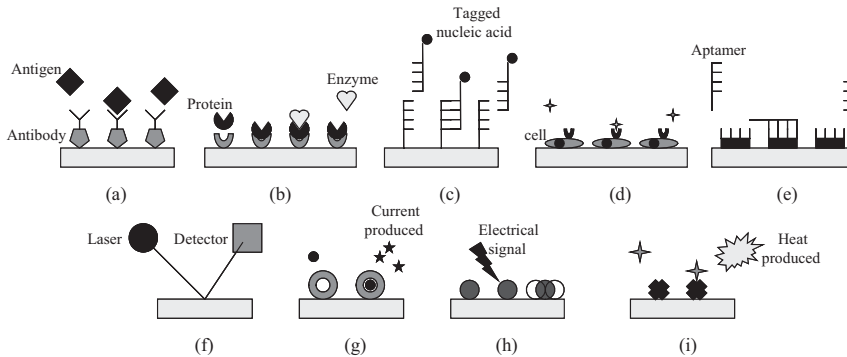 Tagged
nucleic acid
Antigen
Antibody
Protein
Enzyme
cell
Aptamer
(a)
(b)
(c)
(d)
(e)
Laser
Detector
Current
produced
Electrical
signal
Heat
produced
(f)
(g)
(h)
(i)